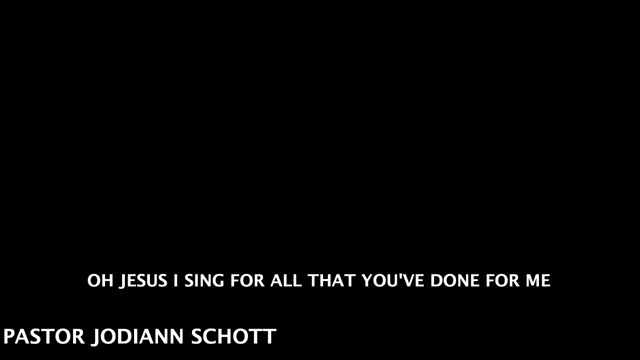 OH JESUS I SING FOR ALL THAT YOU'VE DONE FOR ME
PASTOR JODIANN SCHOTT